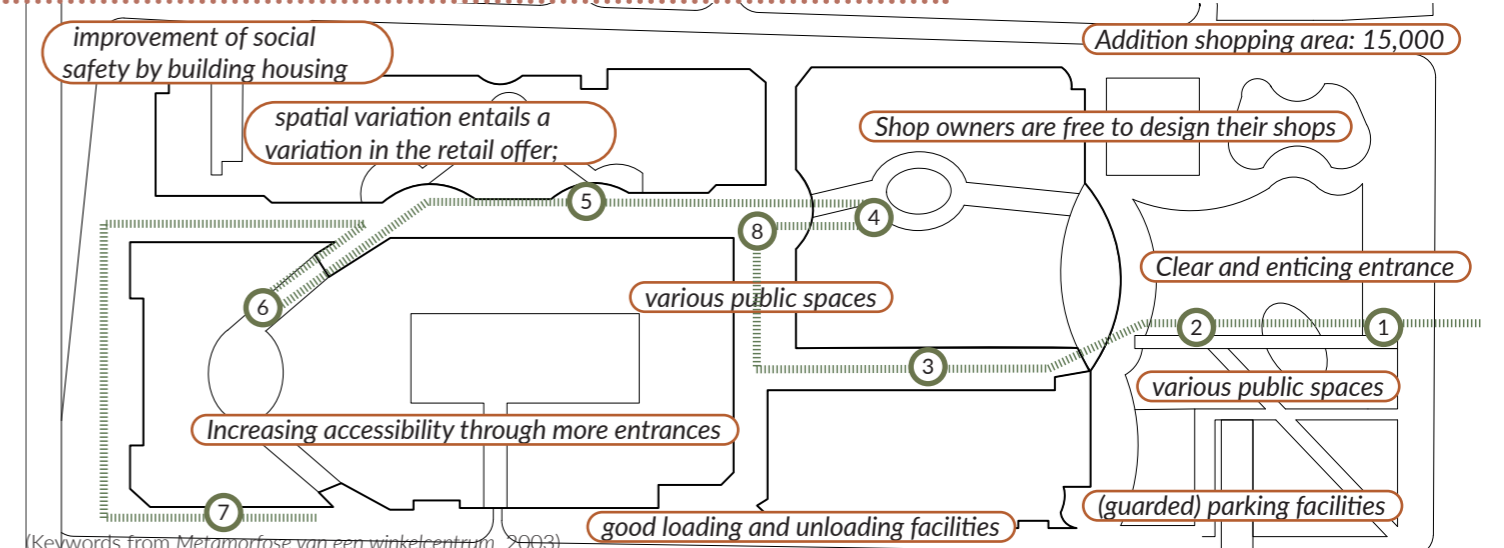 improvement of social
safety by building housing
Addition shopping area: 15,000
spatial variation entails a
variation in the retail offer;
Shop owners are free to design their shops
5
4
8
Clear and enticing entrance
6
various public spaces
2
1
3
various public spaces
Increasing accessibility through more entrances
7
(guarded) parking facilities
good loading and unloading facilities
(Keywords from Metamorfose van een winkelcentrum, 2003)